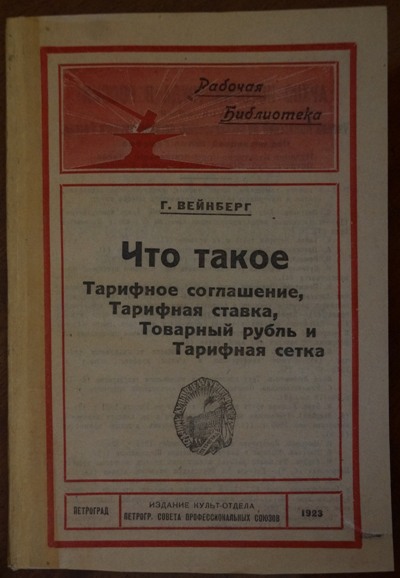 Рабочая
Библиотека
Г. ВЕЙНБЕРГ
Что такое
Тарифное соглашение,
Тарифная ставка,
Товарный рубль и
Тарифная сетка
ПЕТРОГРАД
ИЗДАНИЕ КУЛЬТ-ОТДЕЛА
ПЕТРОГР. СОВЕТА ПРОФЕССИОНАЛЬНЫХ СОЮЗОВ
1923